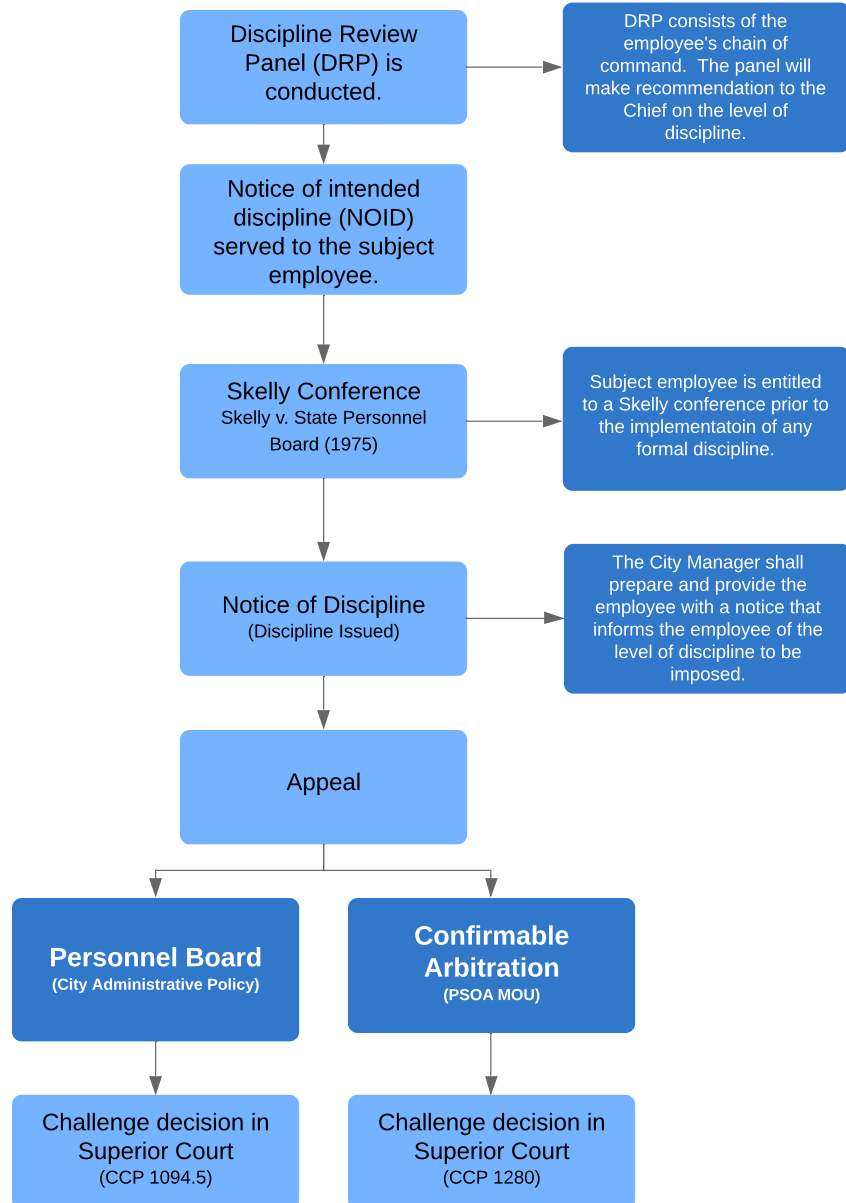 Discipline Review
Panel (DRP) is
conducted.
DRP consists of the
employee's chain of
command. The panel will
make recommendation to the
Chief on the level of
discipline.
Notice of intended
discipline (NOID)
served to the subject
employee.
Skelly Conference
Skelly v. State Personnel
Board (1975)
Subject employee is entitled
to a Skelly conference prior to
the implementatoin of any
formal discipline.
Notice of Discipline
(Discipline Issued)
The City Manager shall
prepare and provide the
employee with a notice that
informs the employee of the
level of discipline to be
imposed.
Appeal
Personnel Board
(City Administrative Policy)
Confirmable
Arbitration
(PSOA MOU)
Challenge decision in
Superior Court
(CCP 1094.5)
Challenge decision in
Superior Court
(CCP 1280)